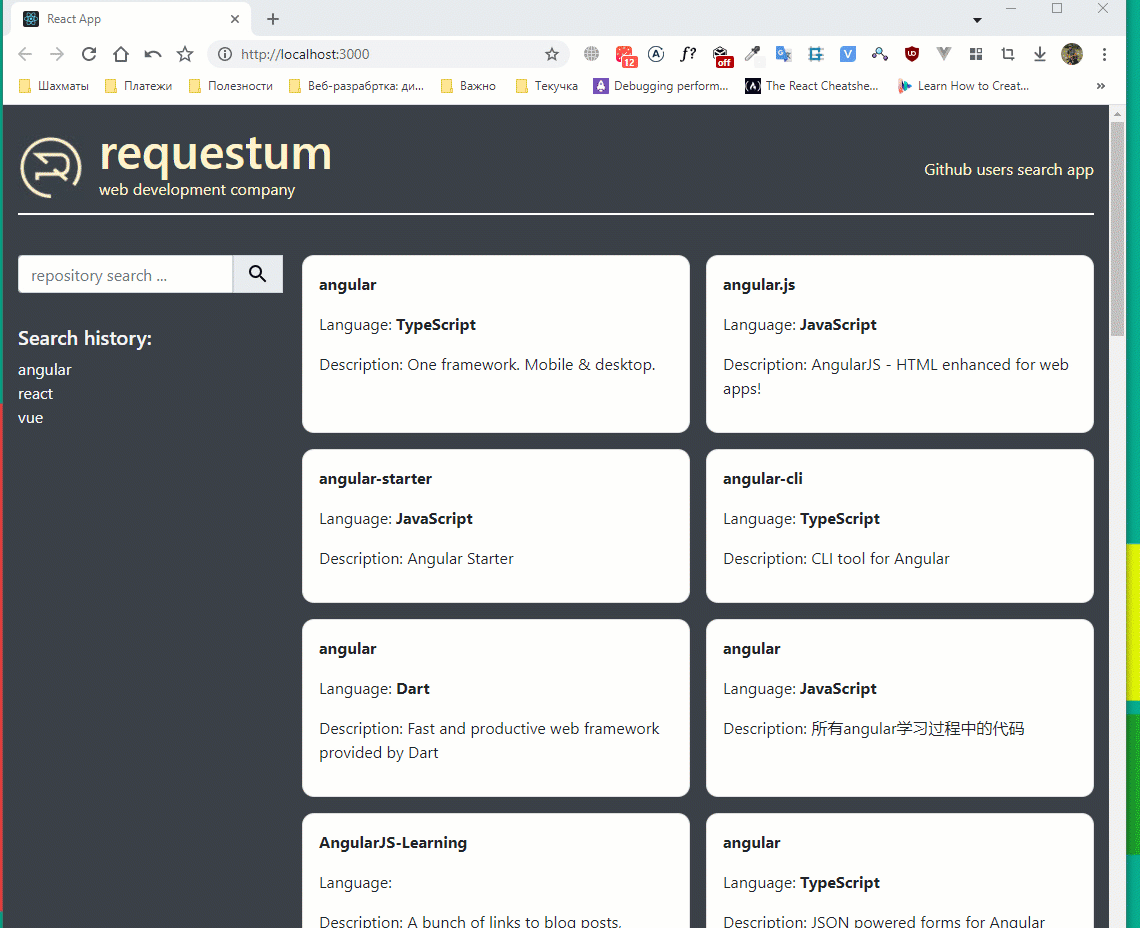 React App
http://localhost:3000
12
off
Шахматы
Платежи
Полезности
Веб-разрабртка: ди...
Важно
Текучка
Debugging perform...
The React Cheatshe...
Learn How to Creat...
requestum
web development company
Github users search app
repository search ...
Search history:
angular
react
vue
angular
Language: TypeScript
Description: One framework. Mobile & desktop.
angular.js
Language: JavaScript
Description: AngularJS - HTML enhanced for web
apps!
angular-starter
Language: JavaScript
Description: Angular Starter
angular-cli
Language: TypeScript
Description: CLI tool for Angular
angular
Language: Dart
Description: Fast and productive web framework
provided by Dart
angular
Language: JavaScript
Description: 所有angular学习过程中的代码
AngularJS-Learning
Language:
Description: A bunch of links to blog posts,
angular
Language: TypeScript
Description: JSON powered forms for Angular